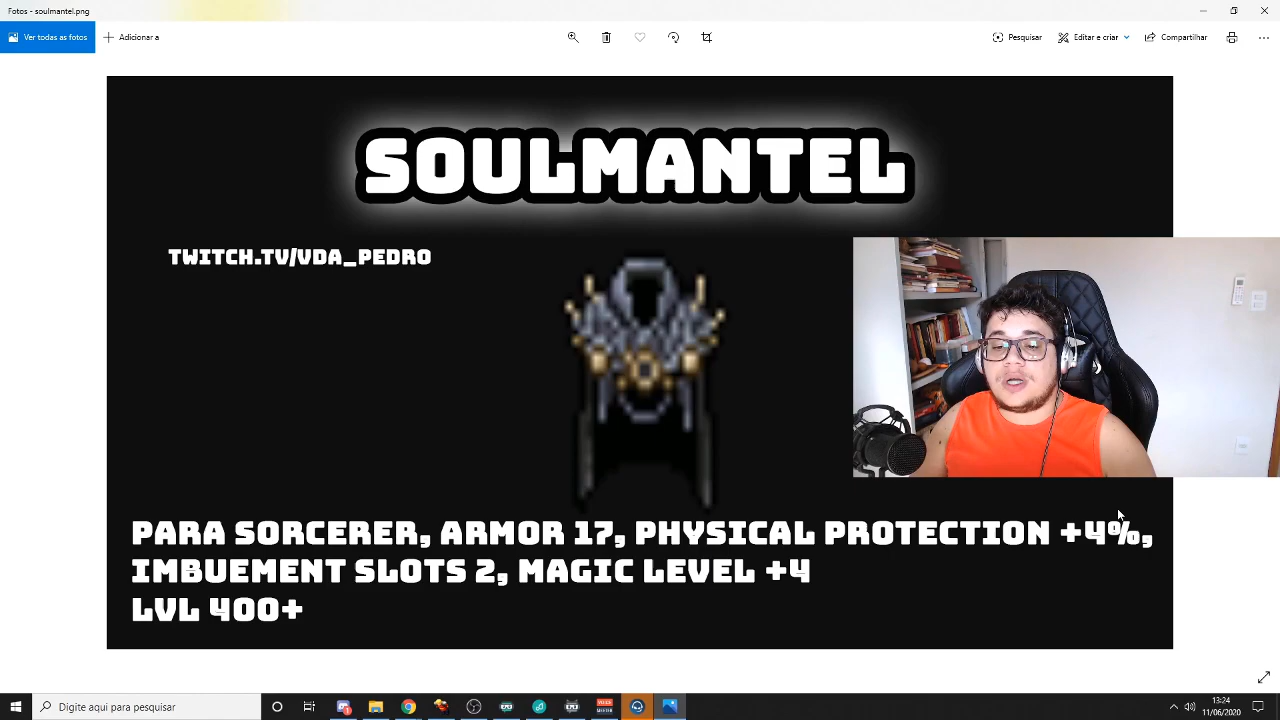 Fotos - soulmantel.png
Ver todas as fotos
Adicionar a
Pesquisar
Editar e criar
Compartilhar
SOULMANTEL
TWITCH.TV/VDA_PEDRO
PARA SORCERER, ARMOR 17, PHYSICAL PROTECTION +4%,
IMBUEMENT SLOTS 2, MAGIC LEVEL +4
LVL 400+
Digite aqui para pesquisar
13:24
11/06/2020